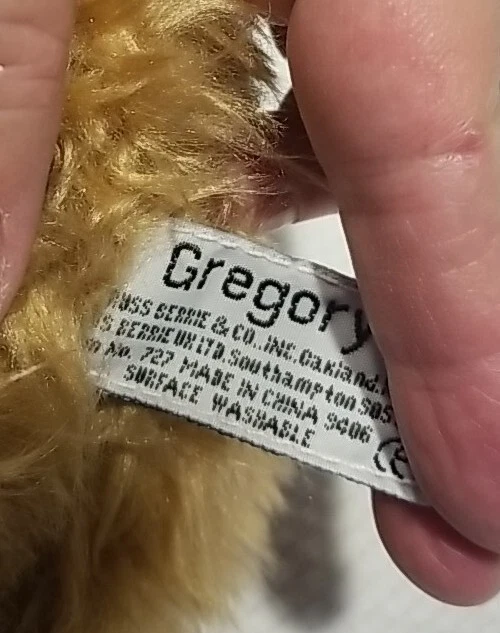 Gregory
USS BERRIE & CO., INC. Oakland,
S BERRIE UK LTD. Southampton SO5
No. 727 MADE IN CHINA 9406
SURFACE WASHABLE CE